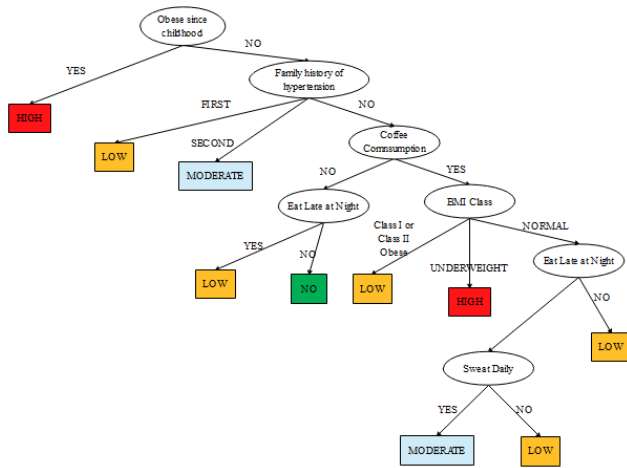 Obese since
childhood
NO
YES
Family history of
hypertension
HIGH
FIRST
NO
SECOND
Coffee
Comnsumption
LOW
MODERATE
NO
YES
Eat Late at Night
BMI Class
Class I or
Class II
Obese
NORMAL
YES
NO
UNDERWEIGHT
Eat Late at Night
LOW
NO
LOW
HIGH
NO
LOW
Sweat Daily
YES
NO
MODERATE
LOW